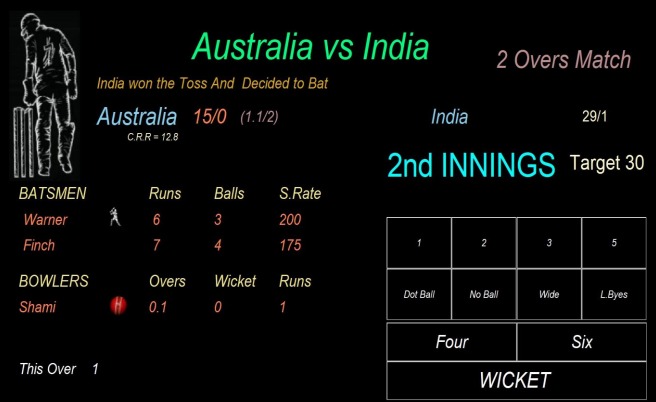 Australia vs India
2 Overs Match
India won the Toss And Decided to Bat
Australia 15/0 (1.1/2)
C.R.R = 12.8
India 29/1
2nd INNINGS Target 30
BATSMEN Runs Balls S.Rate
Warner 6 3 200
Finch 7 4 175
BOWLERS Overs Wicket Runs
Shami 0.1 0 1
This Over 1
1 2 3 5
Dot Ball No Ball Wide L.Byes
Four Six
WICKET